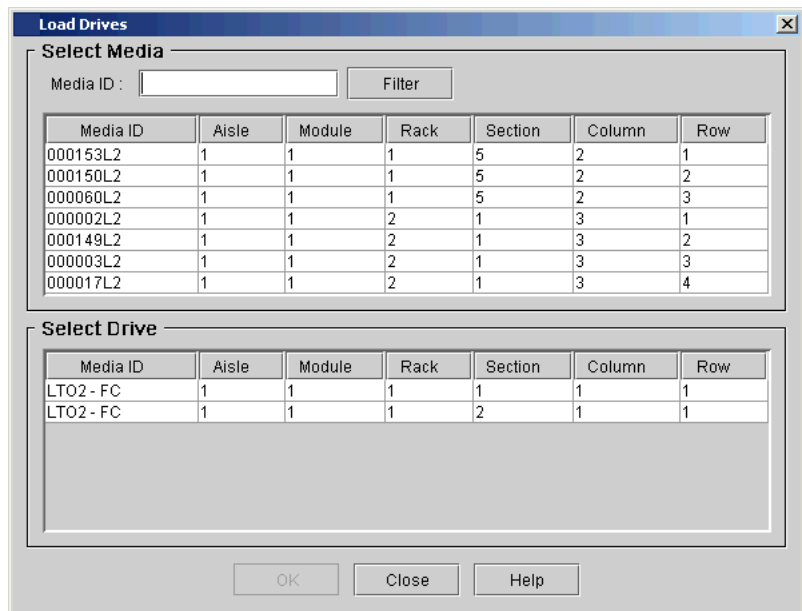 Load Drives
Select Media
Media ID : Filter
Media ID Aisle Module Rack Section Column Row
000153L2 1 1 1 5 2 1
000150L2 1 1 1 5 2 2
000060L2 1 1 1 5 2 3
000002L2 1 1 2 1 3 1
000149L2 1 1 2 1 3 2
000003L2 1 1 2 1 3 3
000017L2 1 1 2 1 3 4
Select Drive
Media ID Aisle Module Rack Section Column Row
LTO2 - FC 1 1 1 1 1 1
LTO2 - FC 1 1 1 2 1 1
OK Close Help